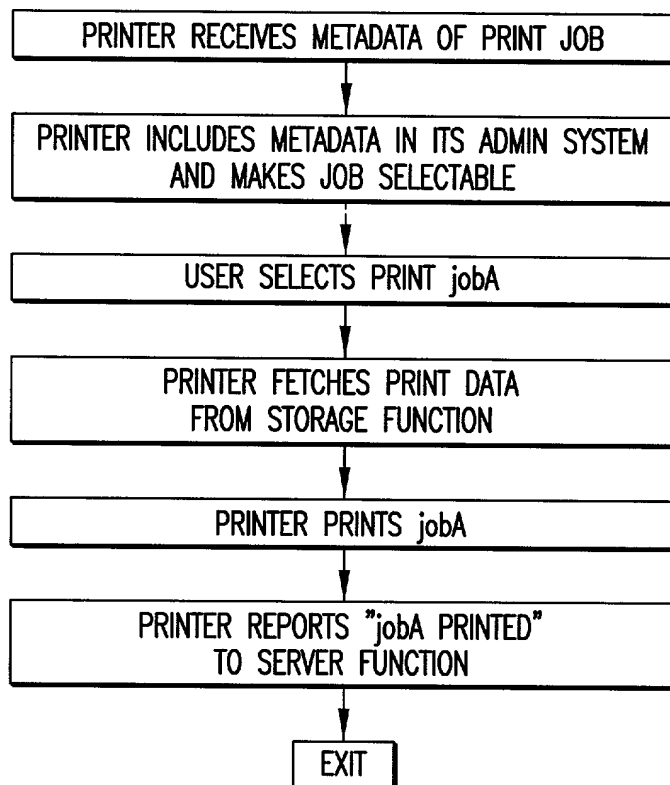 PRINTER RECEIVES METADATA OF PRINT JOB
PRINTER INCLUDES METADATA IN ITS ADMIN SYSTEM
AND MAKES JOB SELECTABLE
USER SELECTS PRINT jobA
PRINTER FETCHES PRINT DATA
FROM STORAGE FUNCTION
PRINTER PRINTS jobA
PRINTER REPORTS "jobA PRINTED"
TO SERVER FUNCTION
EXIT